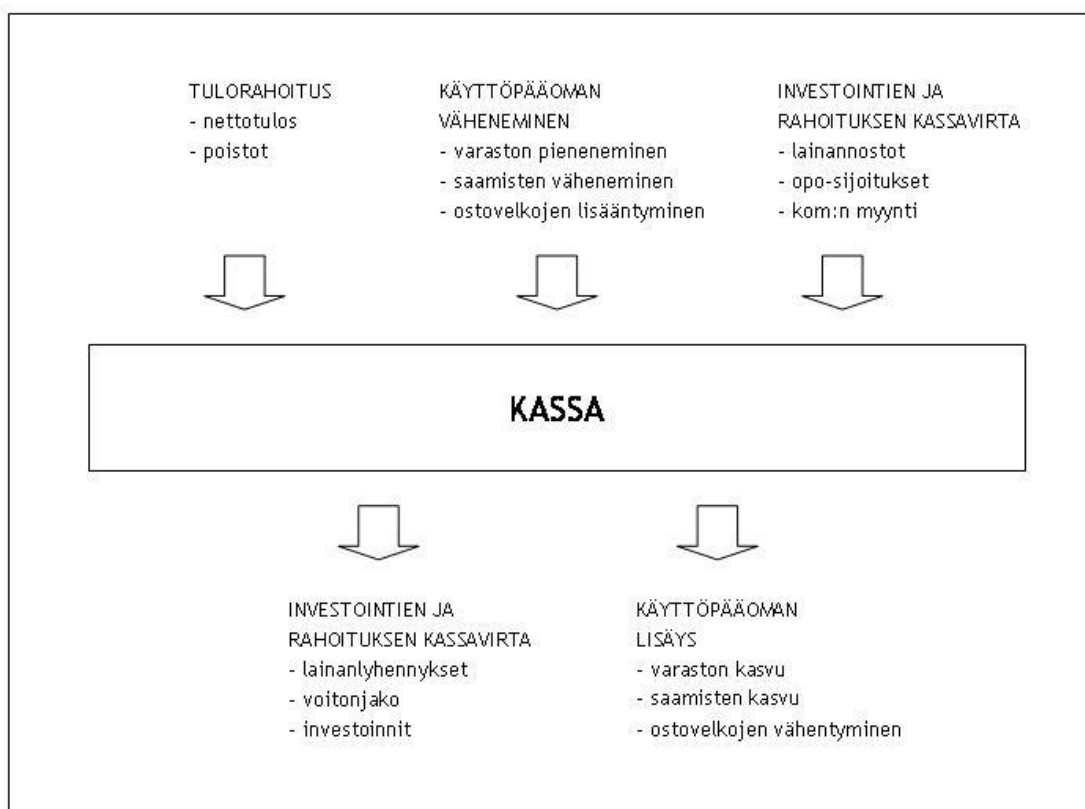 TULORAHOITUS
- nettotulos
- poistot
KÄYTTÖPÄÄOMAN
VÄHENEMINEN
- varaston pieneneminen
- saamisten väheneminen
- ostovelkojen lisääntyminen
INVESTOINTIEN JA
RAHOITUKSEN KASSAVIRTA
- lainannostot
- opo-sijoitukset
- kom:n myynti
KASSA
INVESTOINTIEN JA
RAHOITUKSEN KASSAVIRTA
- lainanlyhennykset
- voitonjako
- investoinnit
KÄYTTÖPÄÄOMAN
LISÄYS
- varaston kasvu
- saamisten kasvu
- ostovelkojen vähentyminen